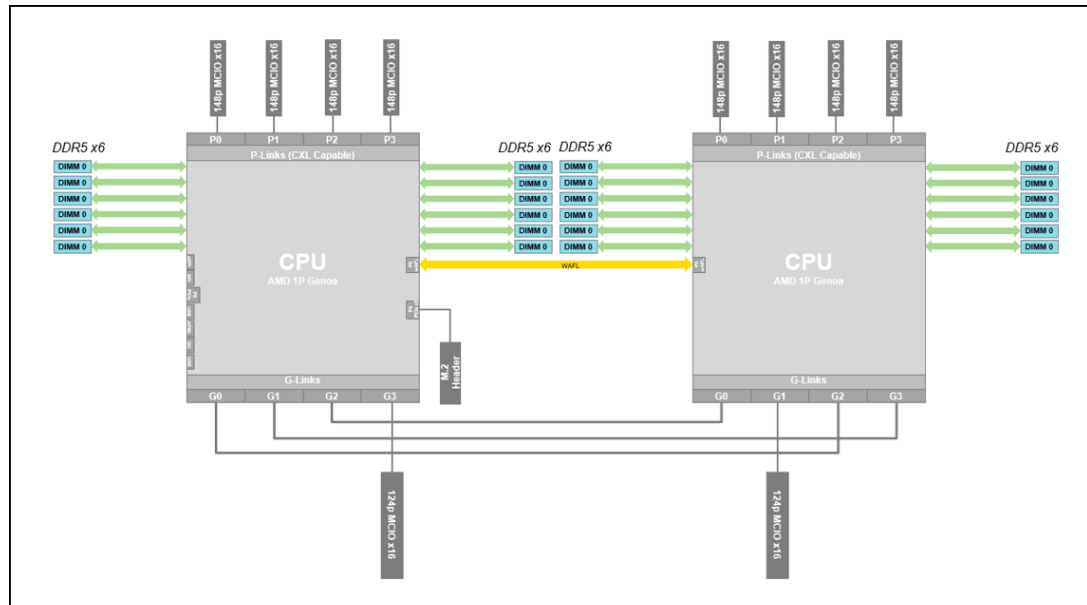 148p MCIO x16
148p MCIO x16
148p MCIO x16
148p MCIO x16
148p MCIO x16
148p MCIO x16
148p MCIO x16
148p MCIO x16
P0 P1 P2 P3
P0 P1 P2 P3
P-Links (CXL Capable)
P-Links (CXL Capable)
DDR5 x6
DDR5 x6
DDR5 x6
DDR5 x6
DIMM 0 DIMM 0 DIMM 0 DIMM 0
DIMM 0 DIMM 0 DIMM 0 DIMM 0
DIMM 0 DIMM 0 DIMM 0 DIMM 0
DIMM 0 DIMM 0 DIMM 0 DIMM 0
DIMM 0 DIMM 0 DIMM 0 DIMM 0
DIMM 0 DIMM 0 DIMM 0 DIMM 0
CPU
AMD 1P Genoa
WAFL
CPU
AMD 1P Genoa
M.2
Header
G-Links
G-Links
G0 G1 G2 G3
G0 G1 G2 G3
124p MCIO x16
124p MCIO x16